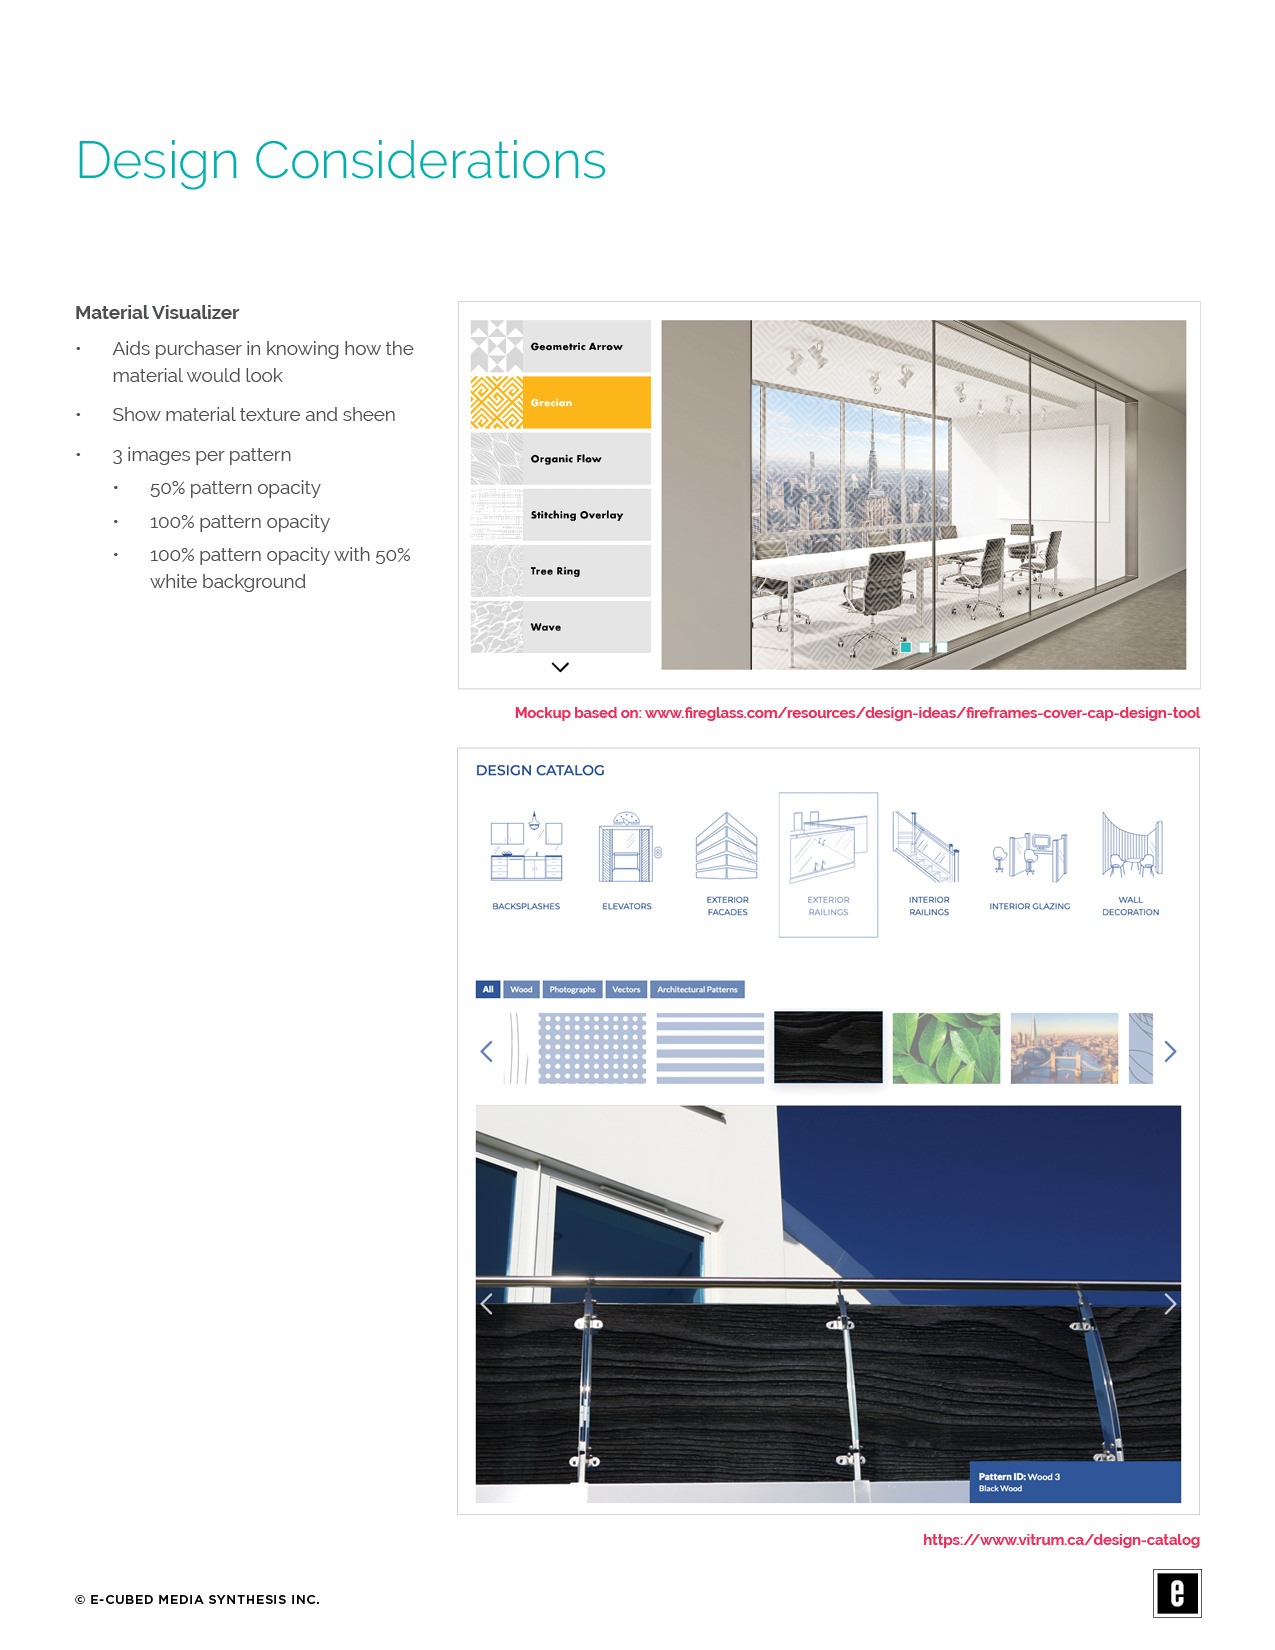 Design Considerations
Material Visualizer
• Aids purchaser in knowing how the
material would look
• Show material texture and sheen
• 3 images per pattern
• 50% pattern opacity
• 100% pattern opacity
• 100% pattern opacity with 50%
white background
Geometric Arrow
Grecian
Organic Flow
Stitching Overlay
Tree Ring
Wave
Mockup based on: www.fireglass.com/resources/design-ideas/fireframes-cover-cap-design-tool
DESIGN CATALOG
BACKSPLASHES
ELEVATORS
EXTERIOR
FACADES
EXTERIOR
RAILINGS
INTERIOR
RAILINGS
INTERIOR GLAZING
WALL
DECORATION
All Wood Photographs Vectors Architectural Patterns
Pattern ID: Wood 3
Black Wood
https://www.vitrum.ca/design-catalog
© E-CUBED MEDIA SYNTHESIS INC.
e